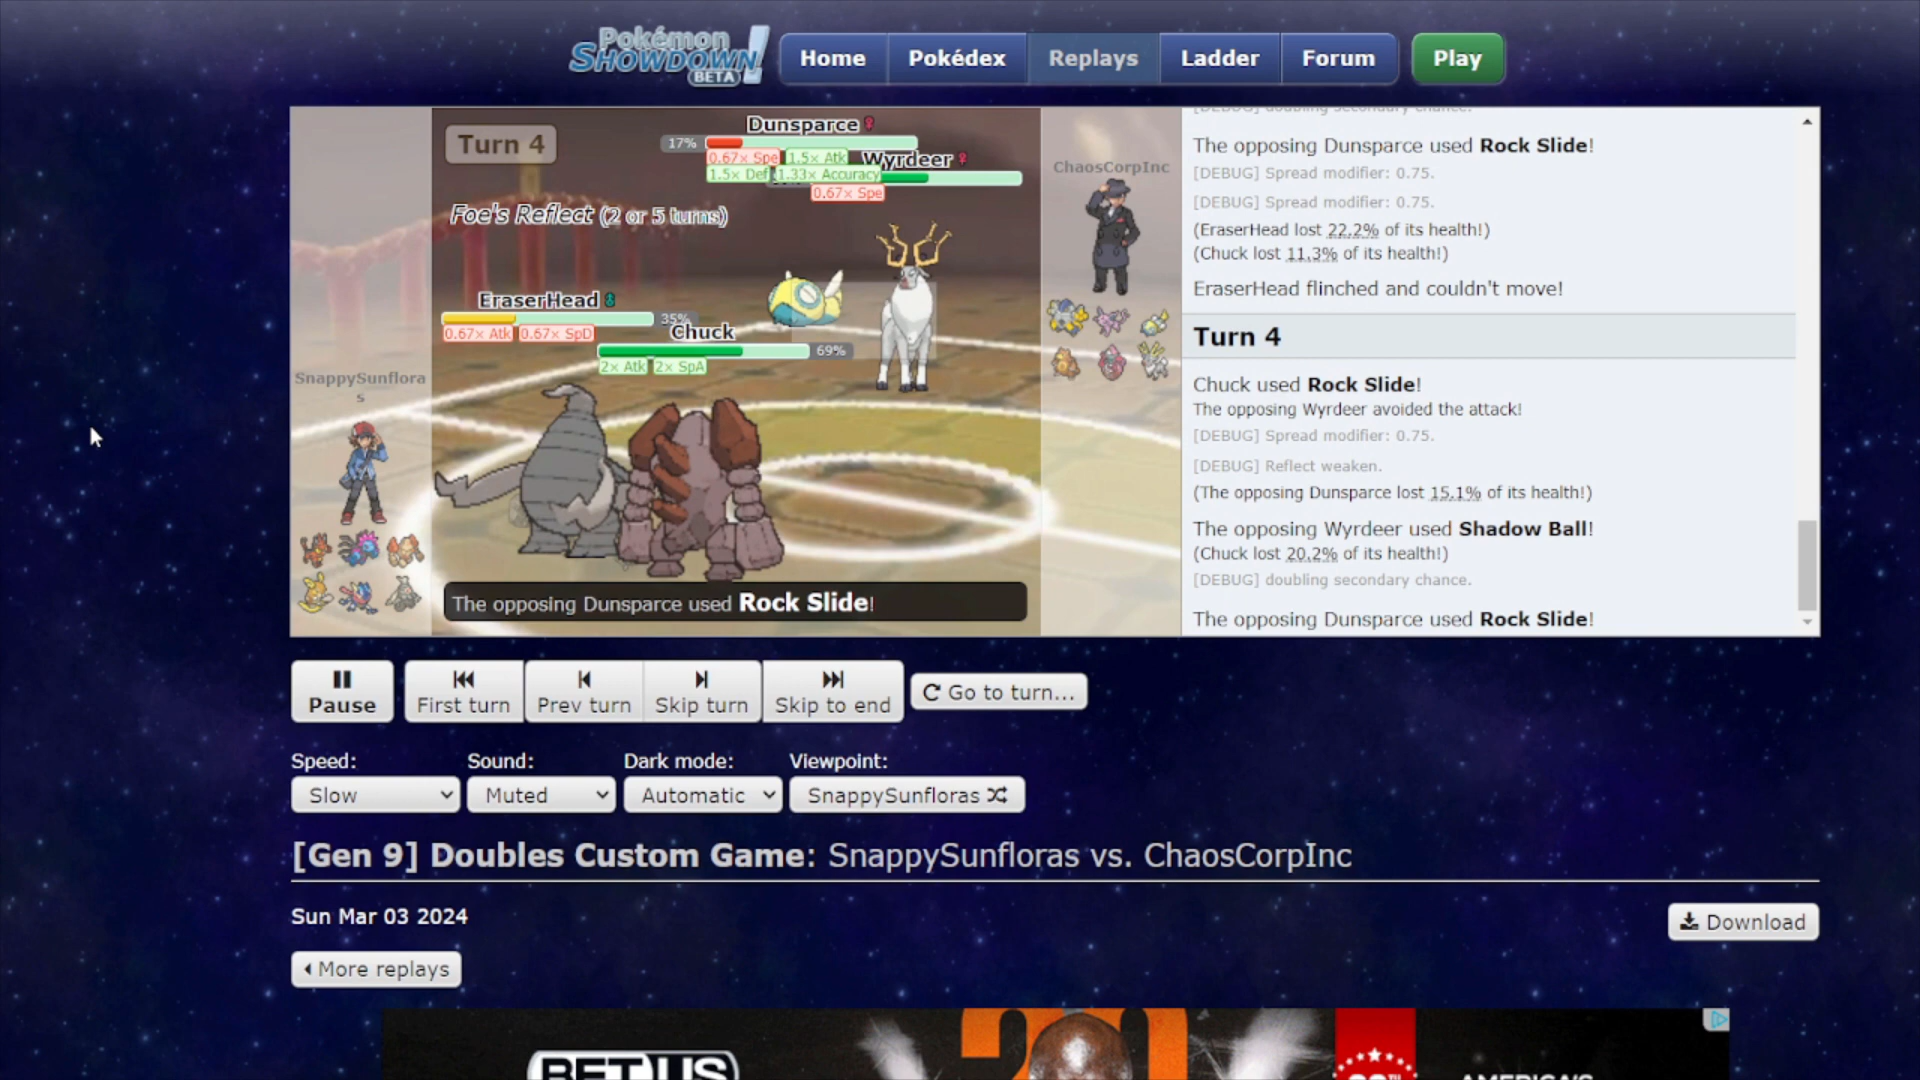 Pokémon
SHOWDOWN!
BETA
Home
Pokédex
Replays
Ladder
Forum
Play
Turn 4
Dunsparce
17%
0.67× Spe
1.5× Atk
1.5× Def
1.33× Accuracy
Wyrdeer
0.67× Spe
Foe's Reflect (2 or 5 turns)
EraserHead
35%
0.67× Atk
0.67× SpD
Chuck
69%
2× Atk
2× SpA
SnappySunflora
s
ChaosCorpInc
The opposing Dunsparce used Rock Slide!
[DEBUG] doubling secondary chance.
The opposing Dunsparce used Rock Slide!
[DEBUG] Spread modifier: 0.75.
[DEBUG] Spread modifier: 0.75.
(EraserHead lost 22.2% of its health!)
(Chuck lost 11.3% of its health!)
EraserHead flinched and couldn't move!
Turn 4
Chuck used Rock Slide!
The opposing Wyrdeer avoided the attack!
[DEBUG] Spread modifier: 0.75.
[DEBUG] Reflect weaken.
(The opposing Dunsparce lost 15.1% of its health!)
The opposing Wyrdeer used Shadow Ball!
(Chuck lost 20.2% of its health!)
[DEBUG] doubling secondary chance.
The opposing Dunsparce used Rock Slide!
Pause
First turn
Prev turn
Skip turn
Skip to end
Go to turn...
Speed:
Sound:
Dark mode:
Viewpoint:
Slow
Muted
Automatic
SnappySunfloras
[Gen 9] Doubles Custom Game: SnappySunfloras vs. ChaosCorpInc
Sun Mar 03 2024
Download
More replays
BETUS
AMERICA'S